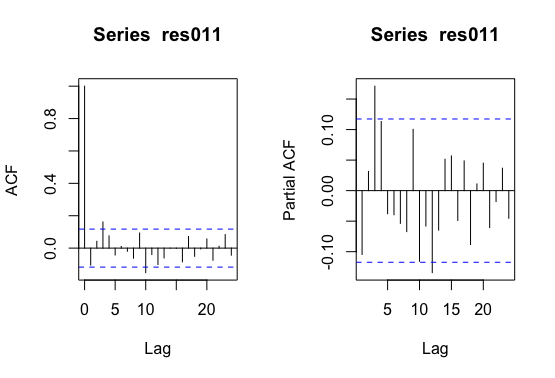 Series res011
ACF
0.0 0.4 0.8
0 5 10 20
Lag
Series res011
Partial ACF
-0.10 0.00 0.10
5 10 15 20
Lag